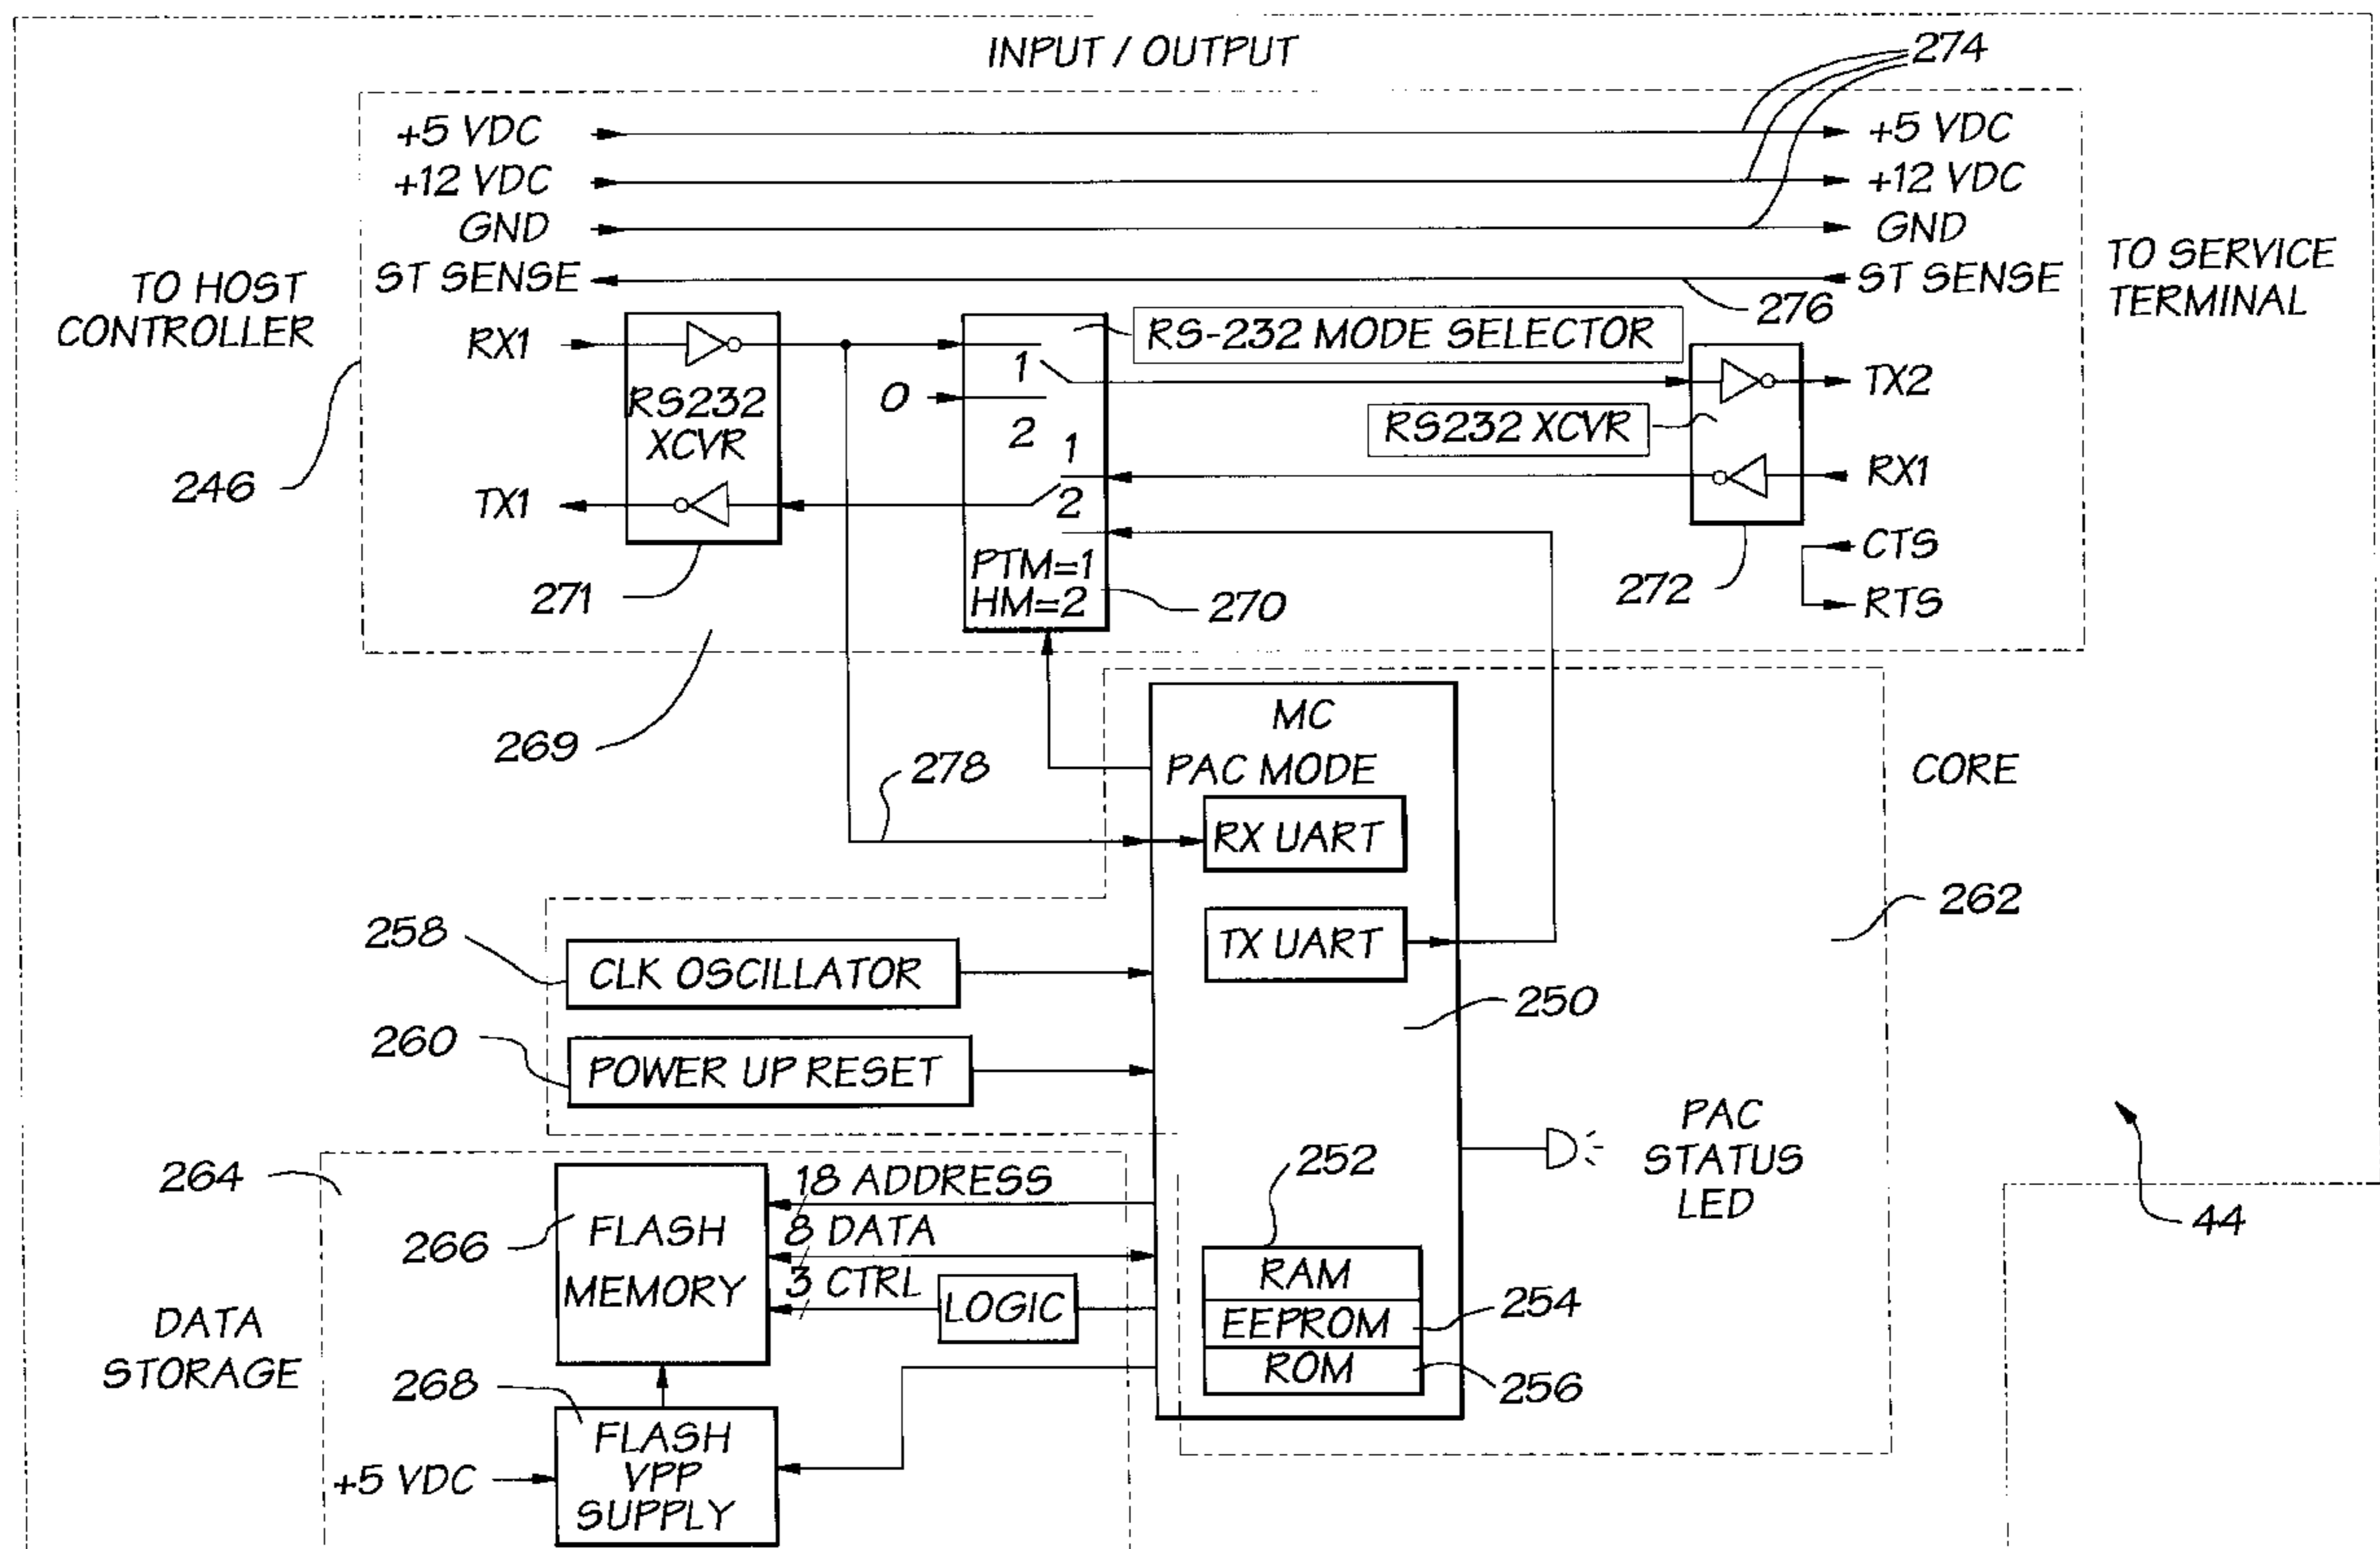 INPUT / OUTPUT
274
+5 VDC
+5 VDC
+12 VDC
+12 VDC
GND
GND
ST SENSE
ST SENSE
TO HOST
CONTROLLER
TO SERVICE
TERMINAL
276
RX1
RS-232 MODE SELECTOR
1
O
TX2
RS232
XCVR
RS232 XCVR
2
1
246
RX1
TX1
2
CTS
PTM=1
HM=2
271
270
272
RTS
269
MC
PAC MODE
278
CORE
RX UART
262
258
TX UART
CLK OSCILLATOR
250
260
POWER UP RESET
PAC
STATUS
LED
264
252
18 ADDRESS
44
266
FLASH
MEMORY
8 DATA
3 CTRL
LOGIC
RAM
254
EEPROM
ROM
256
DATA
STORAGE
268
FLASH
VPP
SUPPLY
+5 VDC